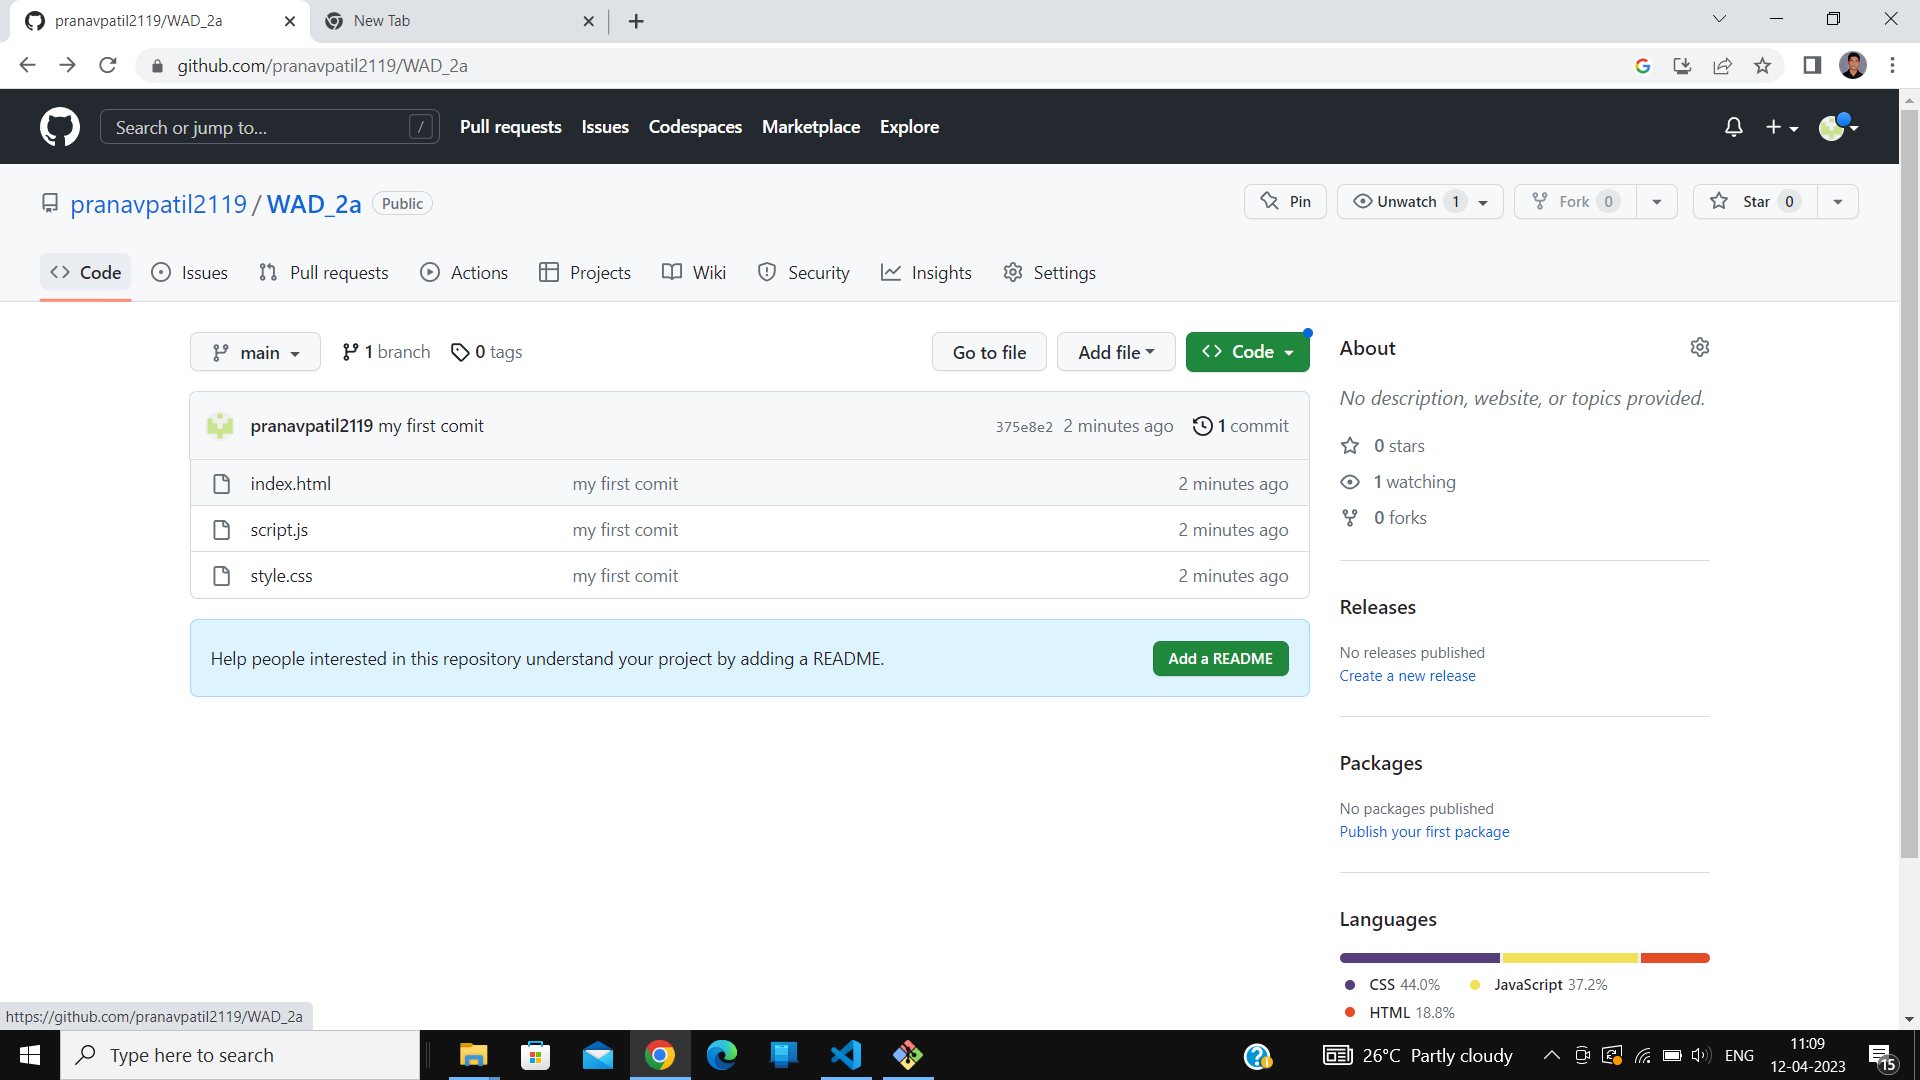 pranavpatil2119/WAD_2a
New Tab
github.com/pranavpatil2119/WAD_2a
Search or jump to... /
Pull requests Issues Codespaces Marketplace Explore
pranavpatil2119 / WAD_2a Public
Pin Unwatch 1 Fork 0 Star 0
Code Issues Pull requests Actions Projects Wiki Security Insights Settings
main 1 branch 0 tags Go to file Add file Code
pranavpatil2119 my first comit 375e8e2 2 minutes ago 1 commit
index.html my first comit 2 minutes ago
script.js my first comit 2 minutes ago
style.css my first comit 2 minutes ago
Help people interested in this repository understand your project by adding a README. Add a README
About
No description, website, or topics provided.
0 stars
1 watching
0 forks
Releases
No releases published
Create a new release
Packages
No packages published
Publish your first package
Languages
CSS 44.0% JavaScript 37.2%
HTML 18.8%
https://github.com/pranavpatil2119/WAD_2a
Type here to search
26°C Partly cloudy
ENG
11:09
12-04-2023
15